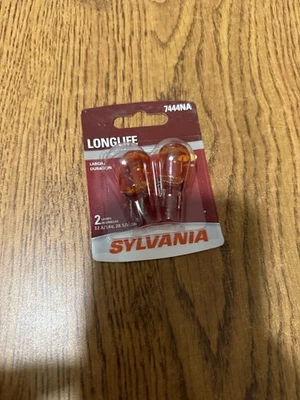 7444NA
LONGLIFE
LARGA
DURACIÓN
2
SYLVANIA